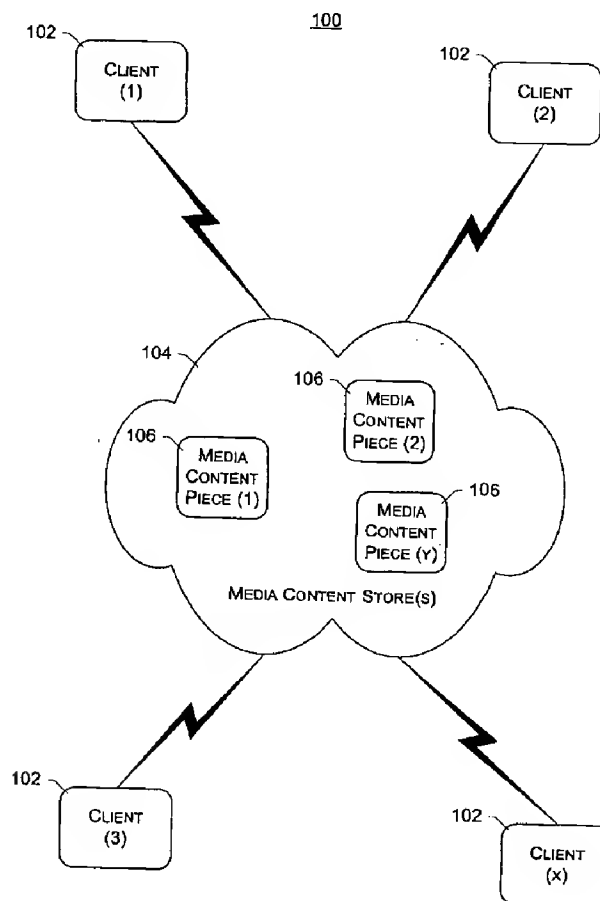 100
102
CLIENT
(1)
102
CLIENT
(2)
104
106
MEDIA
CONTENT
PIECE (2)
106
MEDIA
CONTENT
PIECE (1)
106
MEDIA
CONTENT
PIECE (Y)
MEDIA CONTENT STORE(S)
102
CLIENT
(3)
102
CLIENT
(X)